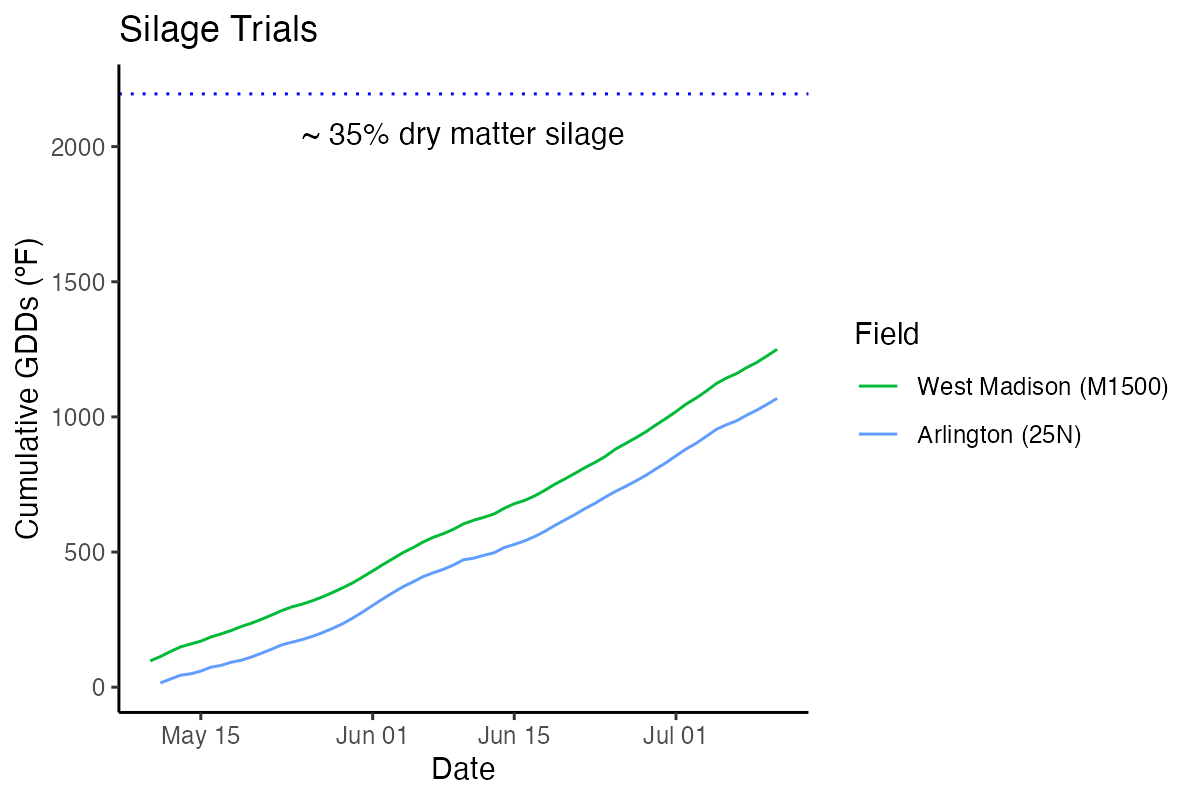 Silage Trials
~ 35% dry matter silage
2000
1500
1000
500
0
Cumulative GDDs (°F)
May 15
Jun 01
Jun 15
Jul 01
Date
Field
West Madison (M1500)
Arlington (25N)